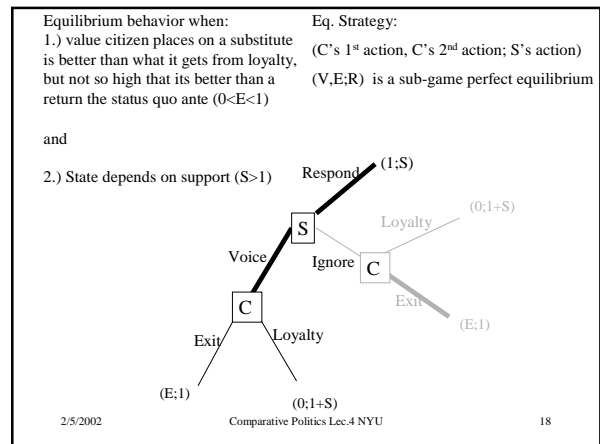 Equilibrium behavior when:
1.) value citizen places on a substitute
is better than what it gets from loyalty,
but not so high that its better than a
return the status quo ante (0<E<1)
and
2.) State depends on support (S>1)
Eq. Strategy:
(C's 1st action, C's 2nd action; S's action)
(V,E;R) is a sub-game perfect equilibrium
Respond
(1;S)
S
Loyalty
(0;1+S)
Voice
Ignore
C
Exit
(E;1)
C
Exit
Loyalty
(E;1)
(0;1+S)
2/5/2002
Comparative Politics Lec.4 NYU
18